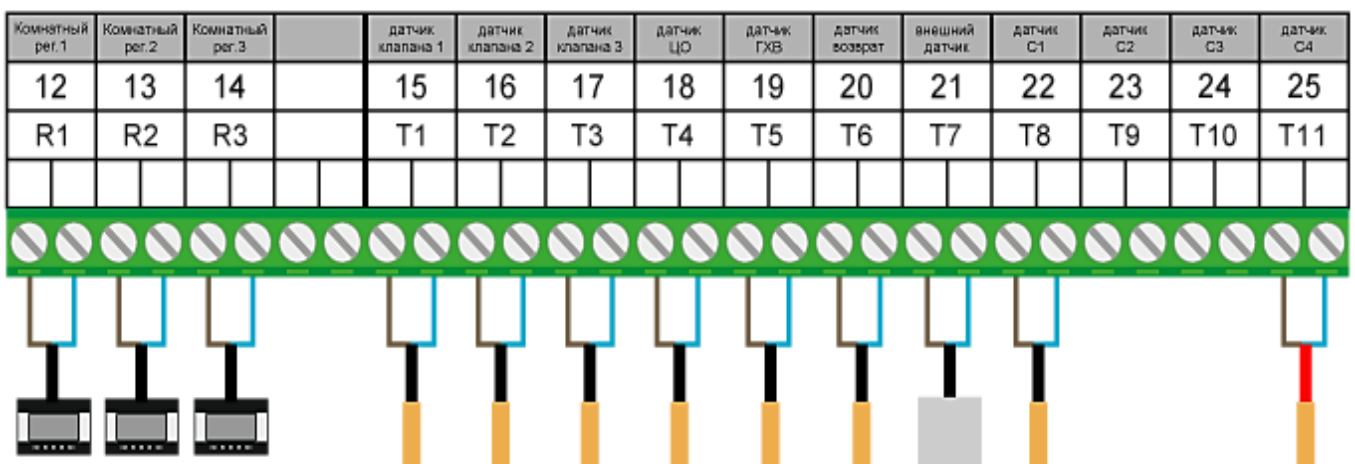 Комнатный рег.1 Комнатный рег.2 Комнатный рег.3 датчик клапана 1 датчик клапана 2 датчик клапана 3 датчик ЦО датчик ГХВ датчик возврат внешний датчик датчик С1 датчик С2 датчик С3 датчик С4
12 13 14 15 16 17 18 19 20 21 22 23 24 25
R1 R2 R3 T1 T2 T3 T4 T5 T6 T7 T8 T9 T10 T11